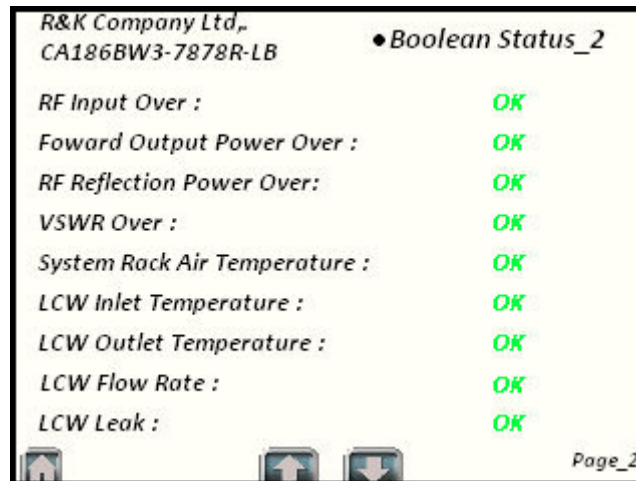 R&K Company Ltd,.
CA186BW3-7878R-LB
•Boolean Status_2
RF Input Over : OK
Foward Output Power Over : OK
RF Reflection Power Over: OK
VSWR Over : OK
System Rack Air Temperature : OK
LCW Inlet Temperature : OK
LCW Outlet Temperature : OK
LCW Flow Rate : OK
LCW Leak : OK
Page_2